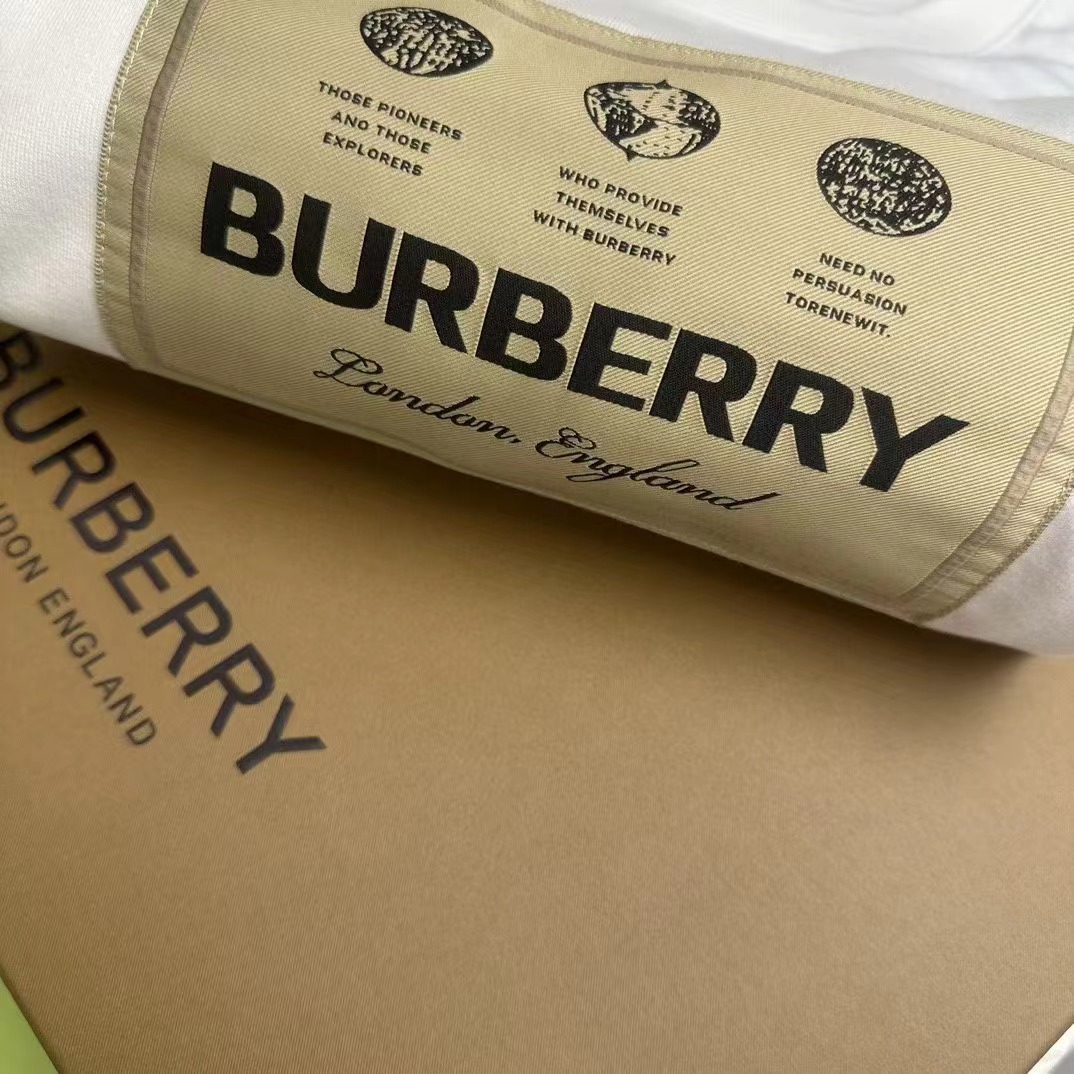 THOSE PIONEERS
AND THOSE
EXPLORERS
WHO PROVIDE
THEMSELVES
WITH BURBERRY
NEED NO
PERSUASION
TORENEWIT.
BURBERRY
London, England
BURBERRY
NDON ENGLAND